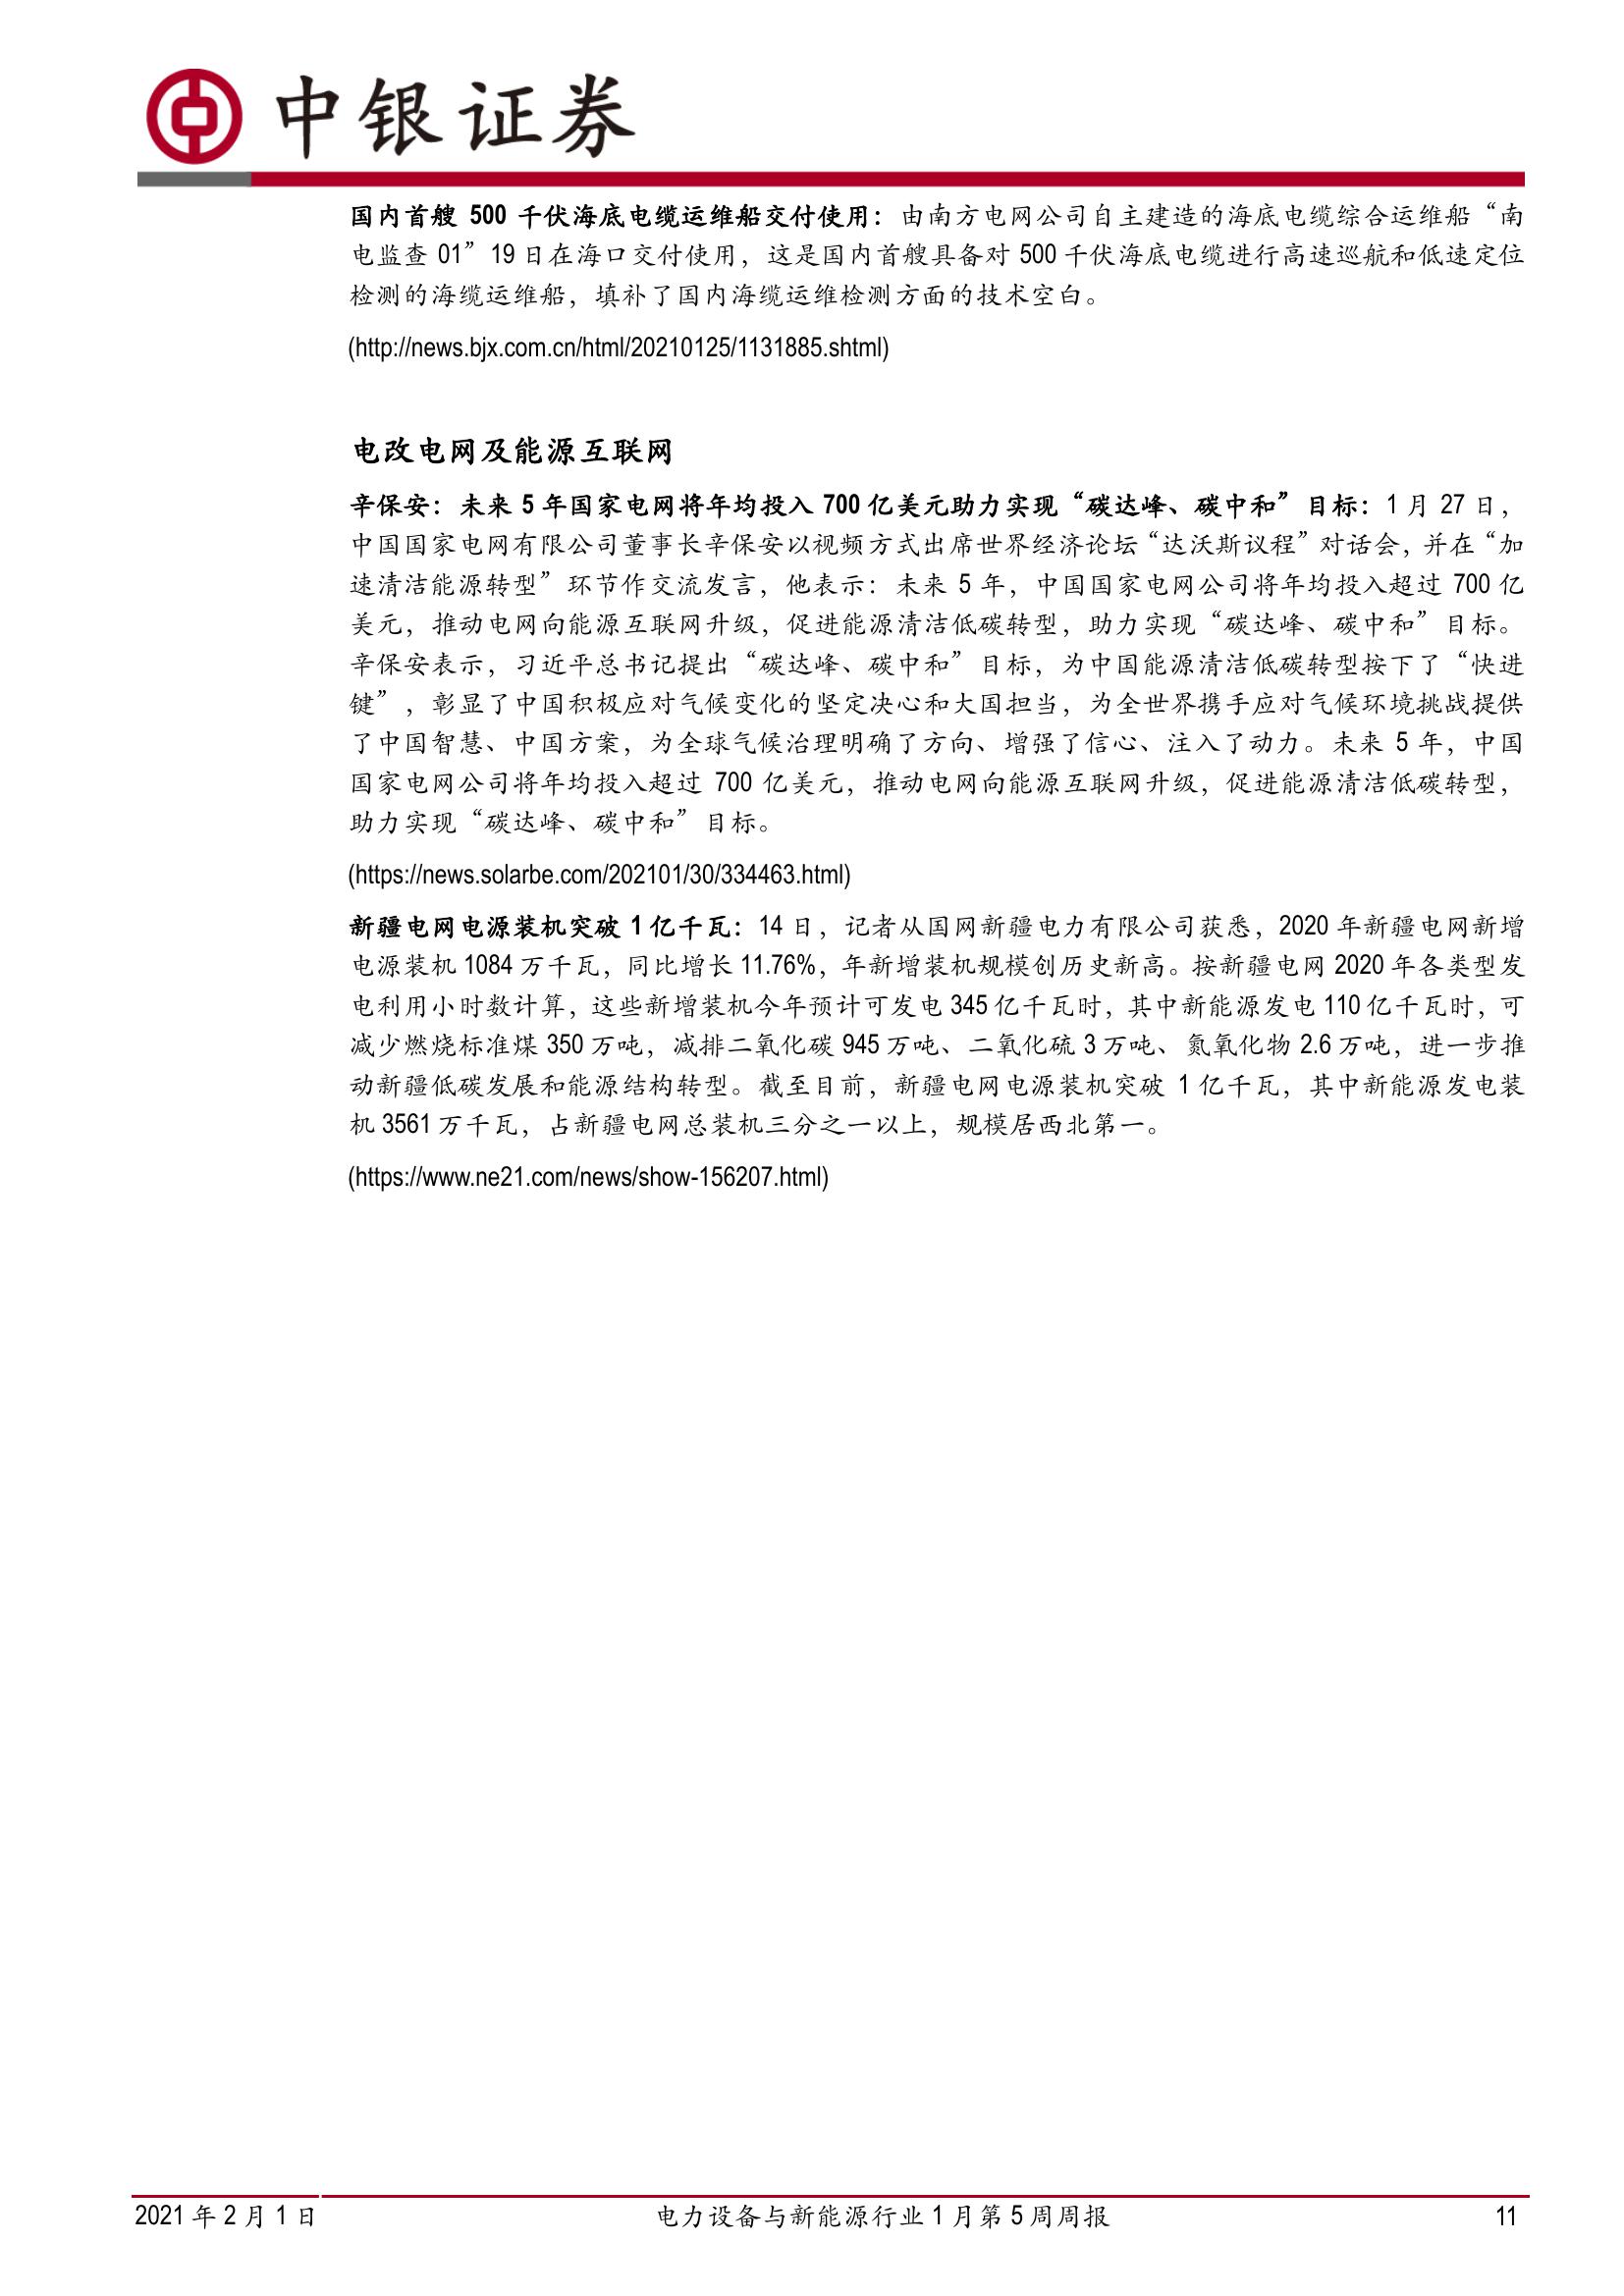 中银证券
国内首艘 500 千伏海底电缆运维船交付使用：由南方电网公司自主建造的海底电缆综合运维船“南
电监查 01”19 日在海口交付使用，这是国内首艘具备对 500 千伏海底电缆进行高速巡航和低速定位
检测的海缆运维船，填补了国内海缆运维检测方面的技术空白。
(http://news.bjx.com.cn/html/20210125/1131885.shtml)
电改电网及能源互联网
辛保安：未来 5 年国家电网将年均投入 700 亿美元助力实现“碳达峰、碳中和”目标：1 月 27 日，
中国国家电网有限公司董事长辛保安以视频方式出席世界经济论坛“达沃斯议程”对话会，并在“加
速清洁能源转型”环节作交流发言，他表示：未来 5 年，中国国家电网公司将年均投入超过 700 亿
美元，推动电网向能源互联网升级，促进能源清洁低碳转型，助力实现“碳达峰、碳中和”目标。
辛保安表示，习近平总书记提出“碳达峰、碳中和”目标，为中国能源清洁低碳转型按下了“快进
键”，彰显了中国积极应对气候变化的坚定决心和大国担当，为全世界携手应对气候环境挑战提供
了中国智慧、中国方案，为全球气候治理明确了方向、增强了信心、注入了动力。未来 5 年，中国
国家电网公司将年均投入超过 700 亿美元，推动电网向能源互联网升级，促进能源清洁低碳转型，
助力实现“碳达峰、碳中和”目标。
(https://news.solarbe.com/202101/30/334463.html)
新疆电网电源装机突破 1 亿千瓦：14 日，记者从国网新疆电力有限公司获悉，2020 年新疆电网新增
电源装机 1084 万千瓦，同比增长 11.76%，年新增装机规模创历史新高。按新疆电网 2020 年各类型发
电利用小时数计算，这些新增装机今年预计可发电 345 亿千瓦时，其中新能源发电 110 亿千瓦时，可
减少燃烧标准煤 350 万吨，减排二氧化碳 945 万吨、二氧化硫 3 万吨、氮氧化物 2.6 万吨，进一步推
动新疆低碳发展和能源结构转型。截至目前，新疆电网电源装机突破 1 亿千瓦，其中新能源发电装
机 3561 万千瓦，占新疆电网总装机三分之一以上，规模居西北第一。
(https://www.ne21.com/news/show-156207.html)
2021 年 2 月 1 日
电力设备与新能源行业 1 月第 5 周周报
11